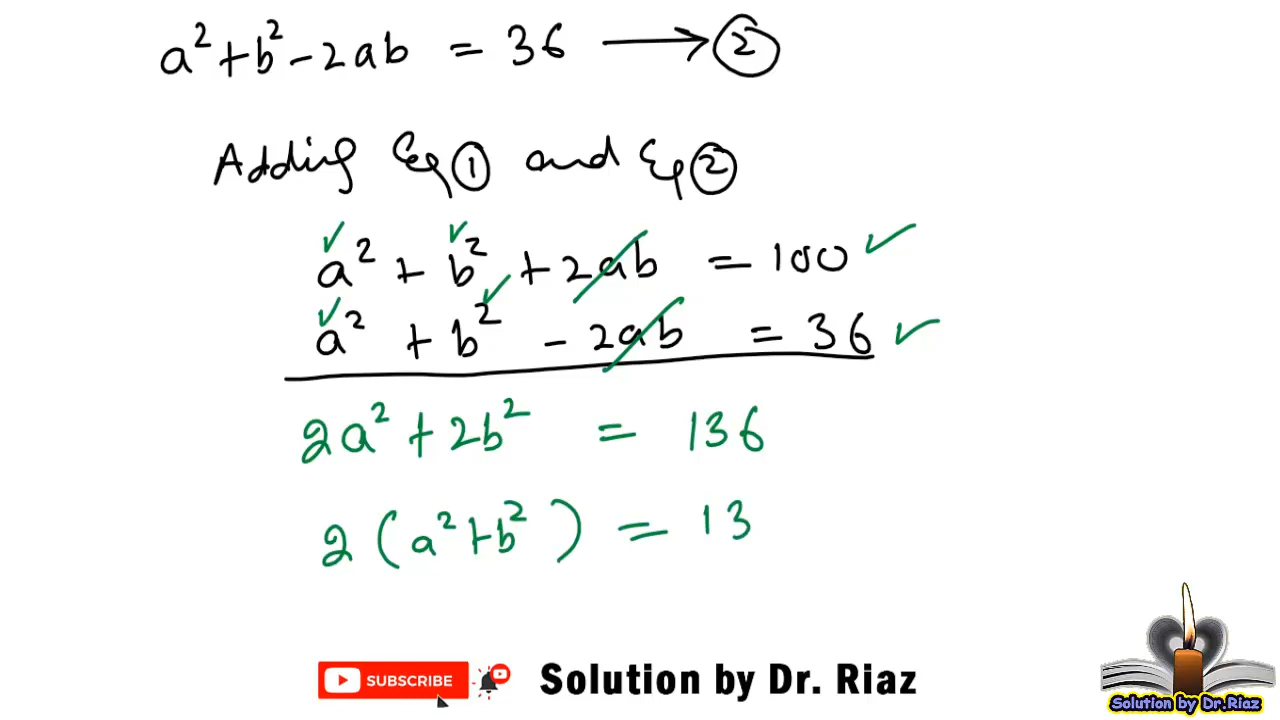 a² + b² - 2ab = 36 ⟶ ②
Adding Eq ① and Eq ②
a² + b² + 2ab = 100
a² + b² - 2ab = 36
2a² + 2b² = 136
2 ( a² + b² ) = 13
SUBSCRIBE
Solution by Dr. Riaz
Solution by Dr.Riaz